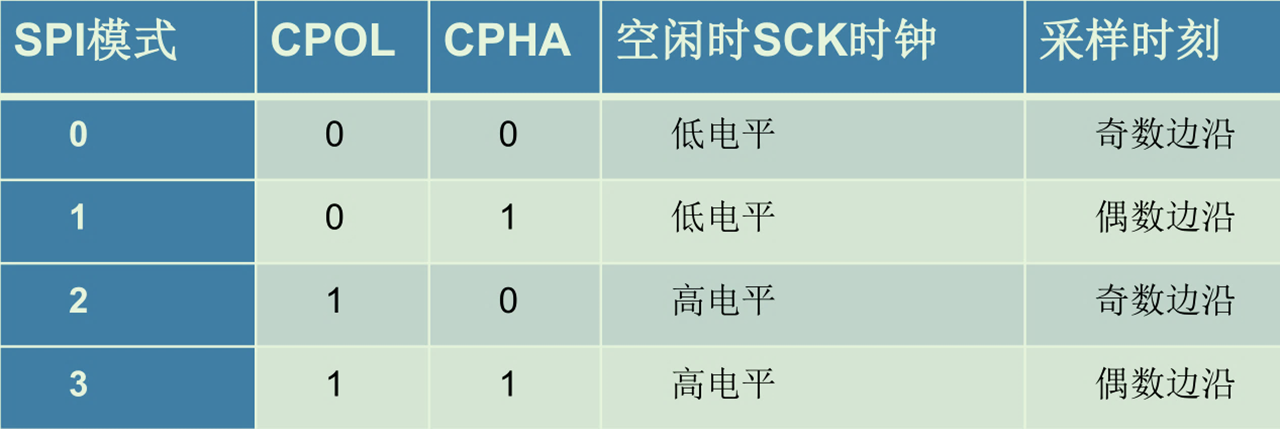 SPI模式 CPOL CPHA 空闲时SCK时钟 采样时刻
0 0 0 低电平 奇数边沿
1 0 1 低电平 偶数边沿
2 1 0 高电平 奇数边沿
3 1 1 高电平 偶数边沿